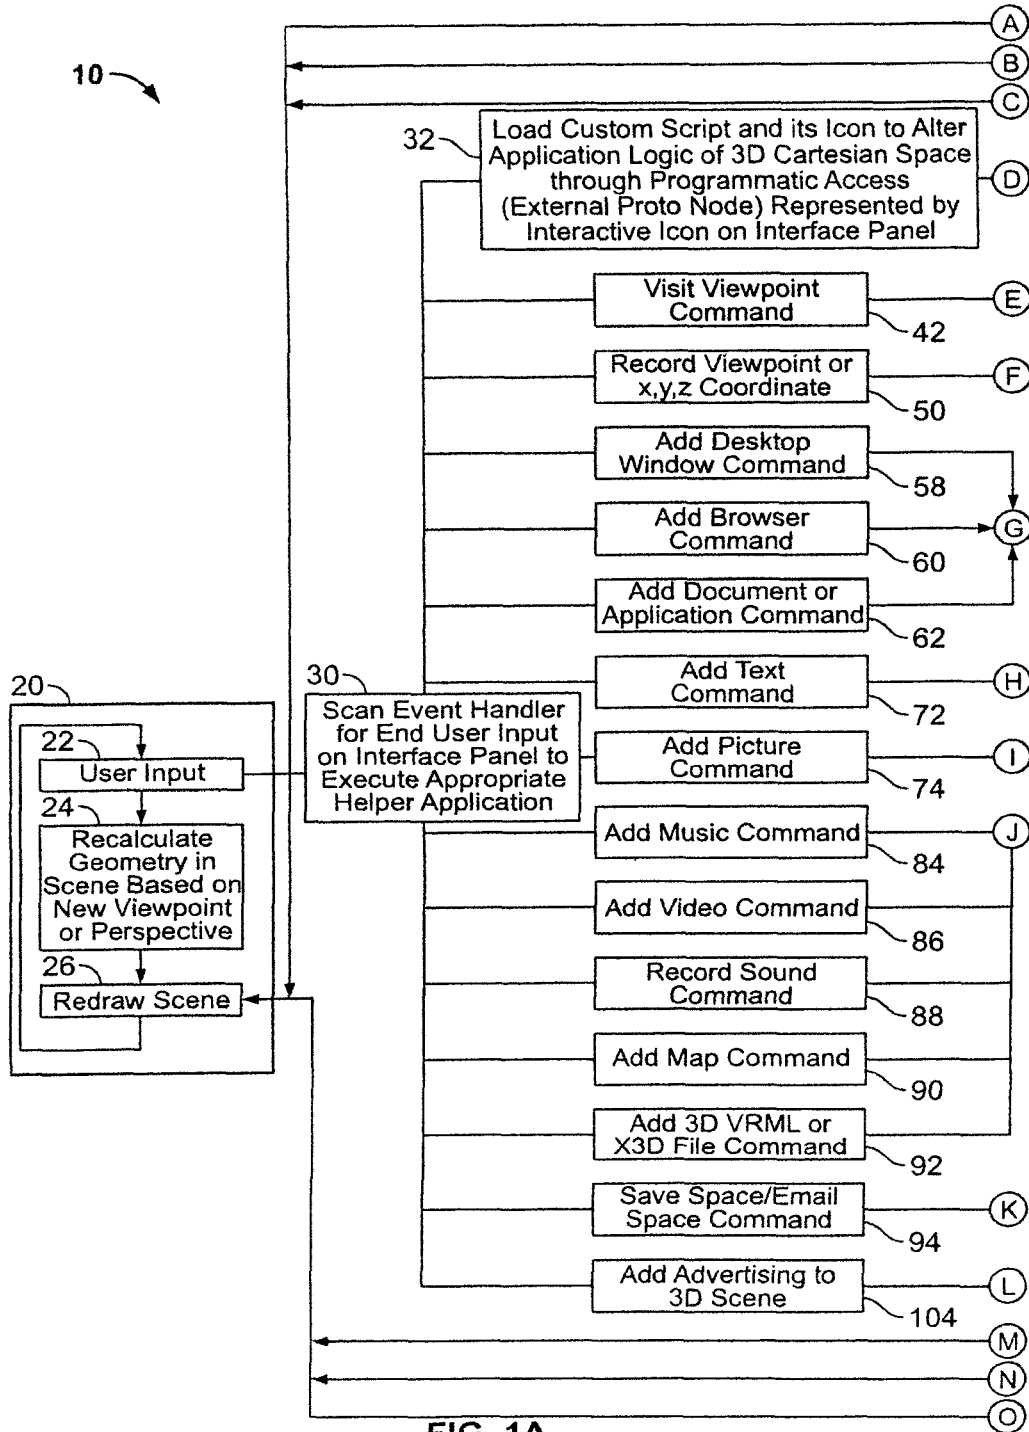 A
10
B
C
32
Load Custom Script and its Icon to Alter
Application Logic of 3D Cartesian Space
through Programmatic Access
(External Proto Node) Represented by
Interactive Icon on Interface Panel
D
Visit Viewpoint
Command
E
42
Record Viewpoint or
x,y,z Coordinate
F
50
Add Desktop
Window Command
58
Add Browser
Command
G
60
Add Document or
Application Command
62
20
22
User Input
24
Recalculate
Geometry in
Scene Based on
New Viewpoint
or Perspective
26
Redraw Scene
30
Scan Event Handler
for End User Input
on Interface Panel to
Execute Appropriate
Helper Application
Add Text
Command
H
72
Add Picture
Command
I
74
Add Music Command
J
84
Add Video Command
86
Record Sound
Command
88
Add Map Command
90
Add 3D VRML or
X3D File Command
92
Save Space/Email
Space Command
K
94
Add Advertising to
3D Scene
L
104
M
N
O
FIG. 1A